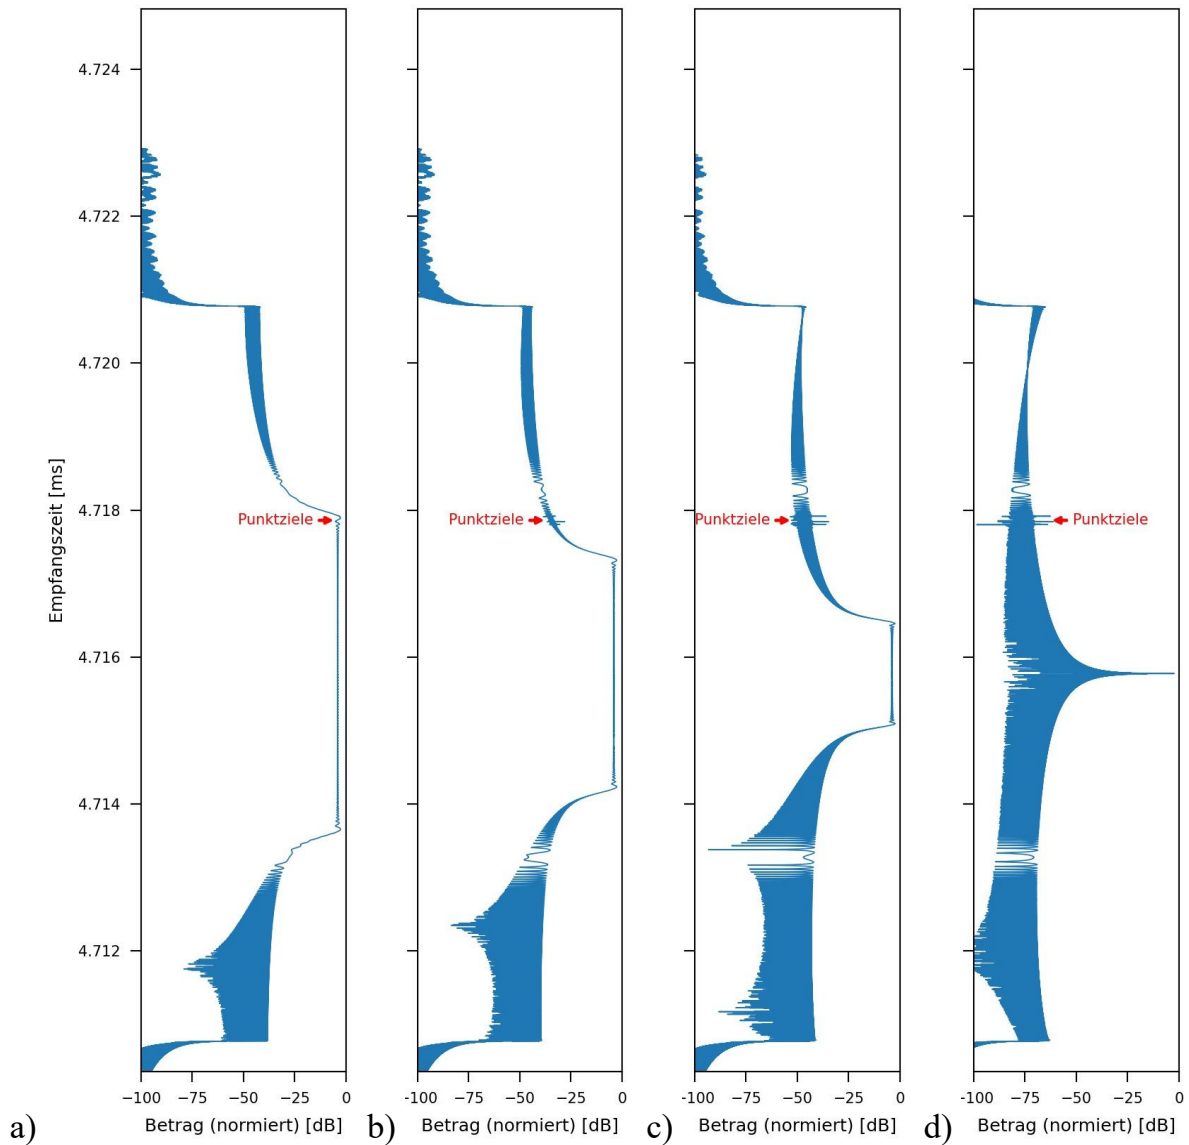 4.724
4.722
4.720
4.718
4.716
4.714
4.712
Empfangszeit [ms]
Punktziele
Punktziele
Punktziele
Punktziele
−100 −75 −50 −25 0
−100 −75 −50 −25 0
−100 −75 −50 −25 0
−100 −75 −50 −25 0
a) Betrag (normiert) [dB]
b) Betrag (normiert) [dB]
c) Betrag (normiert) [dB]
d) Betrag (normiert) [dB]